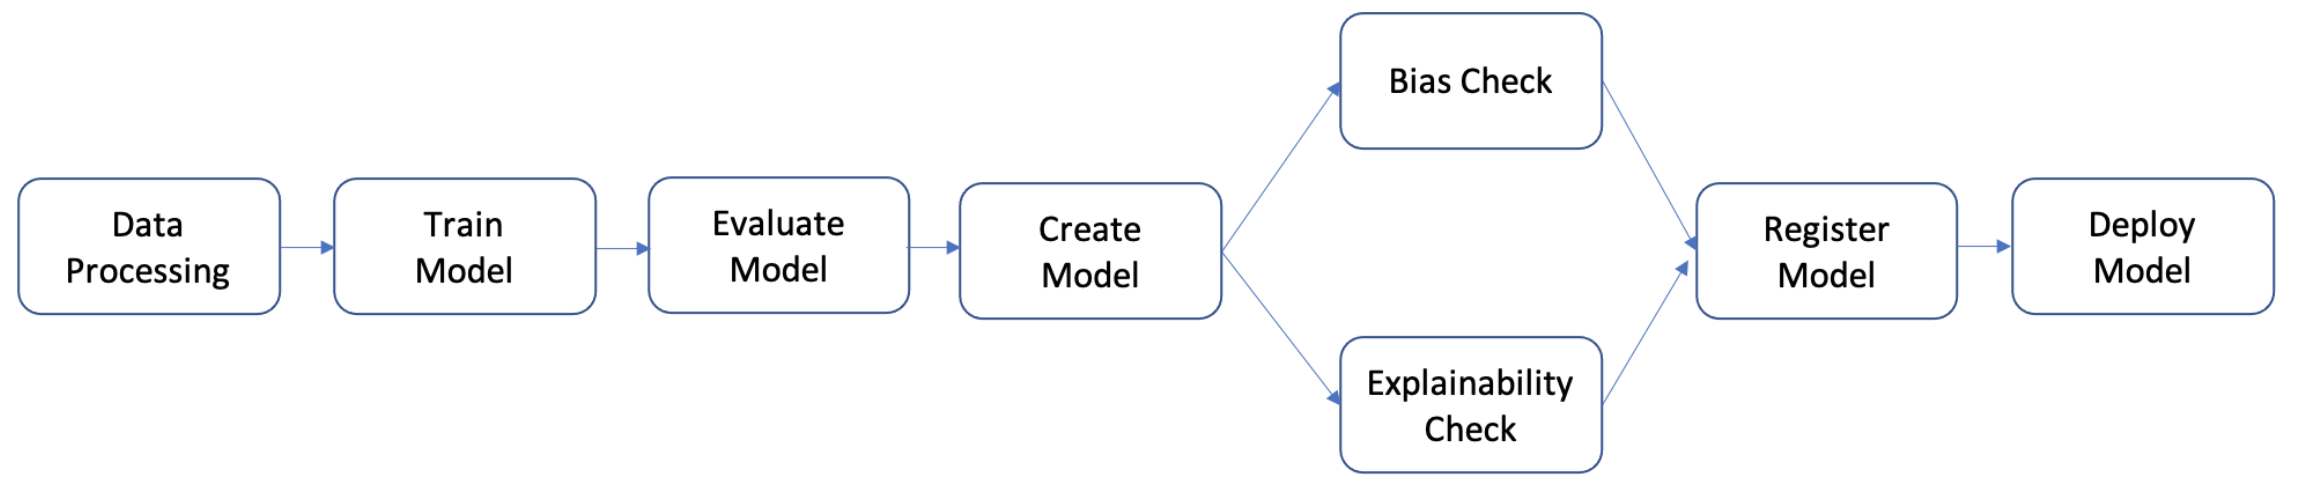 Data
Processing
Train
Model
Evaluate
Model
Create
Model
Bias Check
Explainability
Check
Register
Model
Deploy
Model